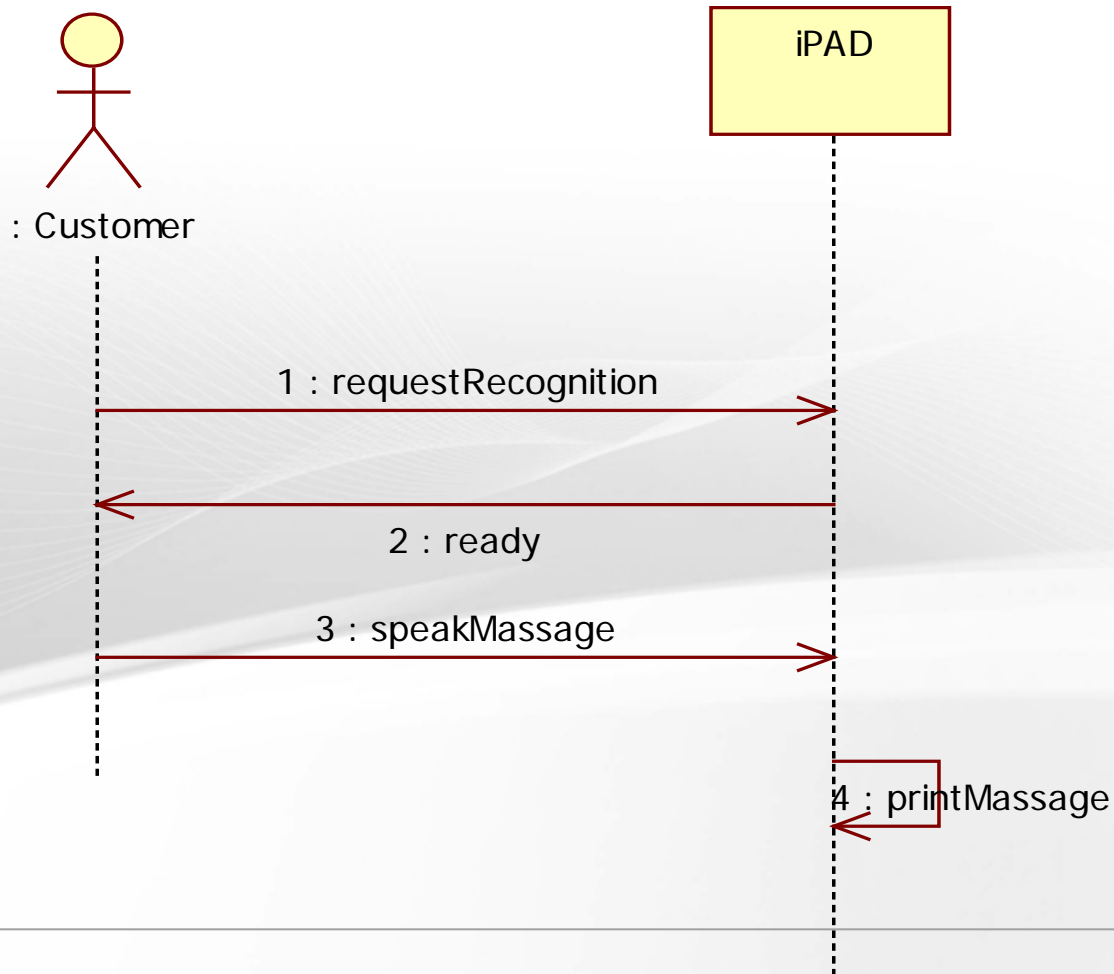 iPAD
: Customer
1 : requestRecognition
2 : ready
3 : speakMassage
4 : printMassage